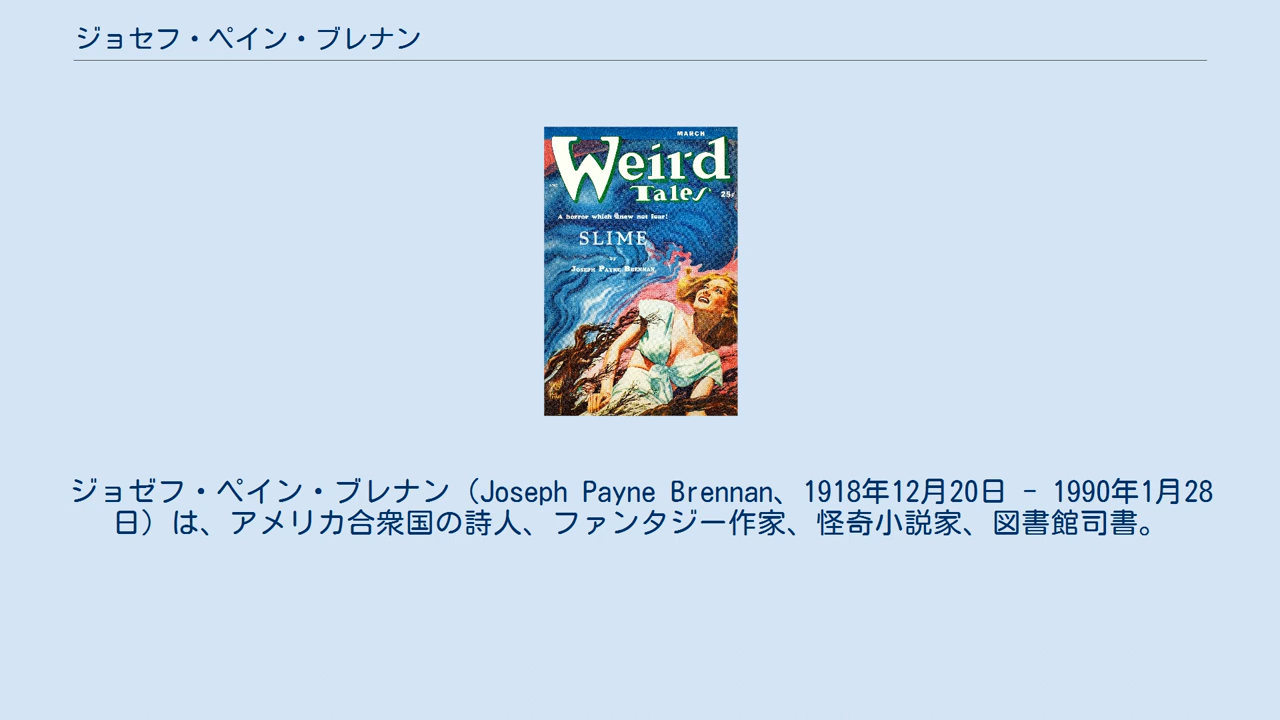 ジョセフ・ペイン・ブレナン
MARCH
Weird
Tales
25¢
A horror which knew not fear!
SLIME
BY
JOSEPH PAYNE BRENNAN
ジョゼフ・ペイン・ブレナン（Joseph Payne Brennan、1918年12月20日 - 1990年1月28
日）は、アメリカ合衆国の詩人、ファンタジー作家、怪奇小説家、図書館司書。